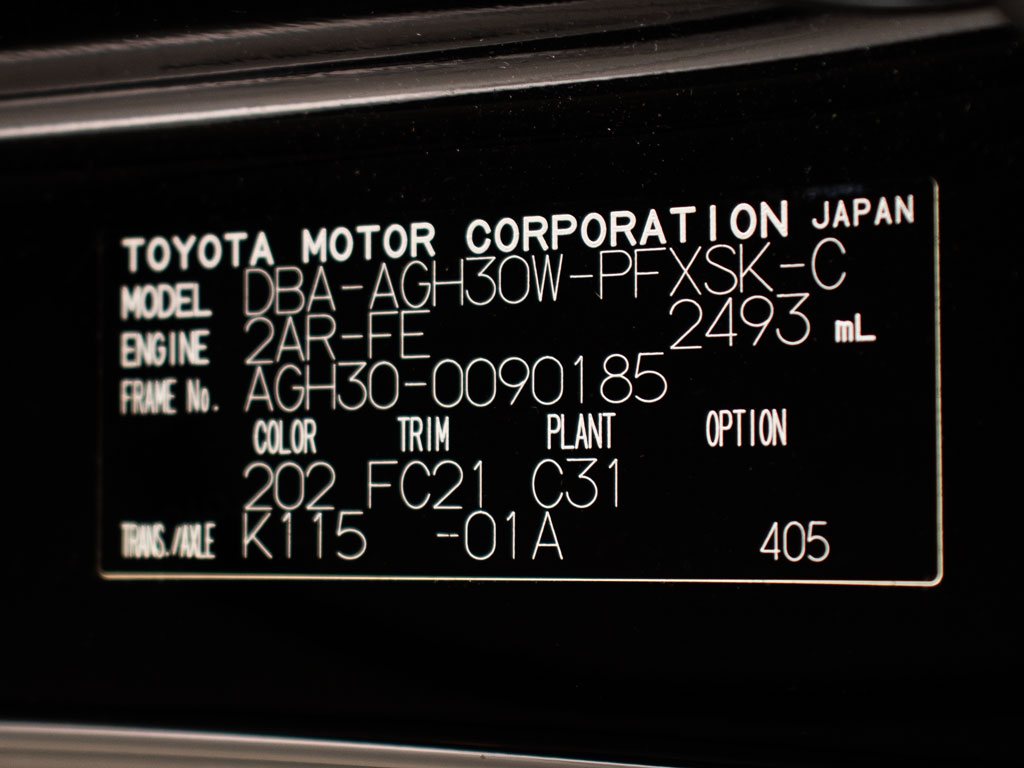 TOYOTA MOTOR CORPORATION JAPAN
MODEL DBA-AGH30W-PFXSK-C
ENGINE 2AR-FE 2493 mL
FRAME No. AGH30-0090185
COLOR TRIM PLANT OPTION
202 FC21 C31
TRANS./AXLE K115 -01A 405